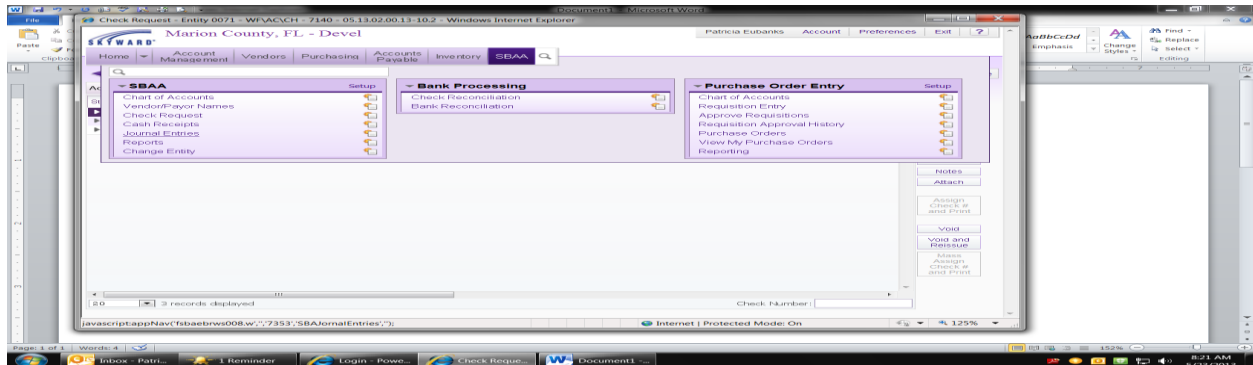 Document1 - Microsoft Word
File
Check Request - Entity 0071 - WF\AC\CH - 7140 - 05.13.02.00.13-10.2 - Windows Internet Explorer
SKYWARD
Marion County, FL - Devel
Patricia Eubanks Account Preferences Exit ?
Paste
Clipboa
AaBbCcDd
Emphasis
Change Styles
Find
Replace
Select
Editing
Home Account Management Vendors Purchasing Accounts Payable Inventory SBAA
SBAA Setup
Chart of Accounts
Vendor/Payor Names
Check Request
Cash Receipts
Journal Entries
Reports
Change Entity
Bank Processing
Check Reconciliation
Bank Reconciliation
Purchase Order Entry Setup
Chart of Accounts
Requisition Entry
Approve Requisitions
Requisition Approval History
Purchase Orders
View My Purchase Orders
Reporting
Notes
Attach
Assign
Check #
and Print
Void
Void and
Reissue
Mass
Assign
Check #
and Print
20 3 records displayed
Check Number:
javascript:appNav('fsbaebrws008.w','','7353','SBAJornalEntries','');
Internet | Protected Mode: On
125%
Page: 1 of 1 Words: 4
152%
Inbox - Patri...
1 Reminder
Login - Powe...
Check Reque...
Document1 -...
8:21 AM